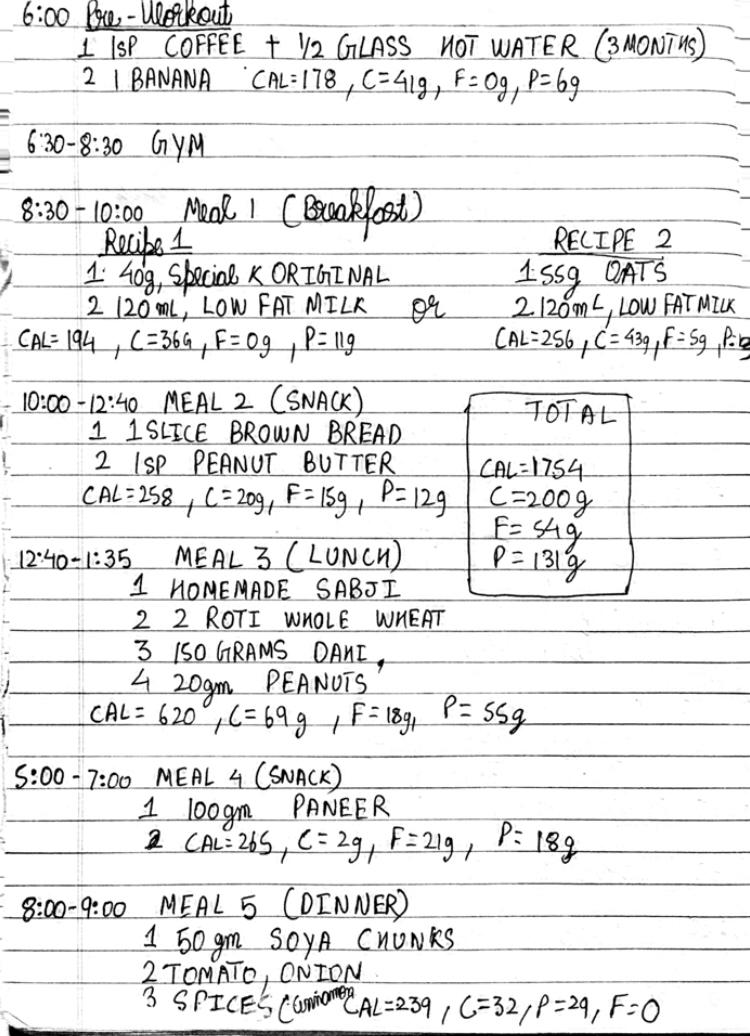 6:00 Pre-Workout
1 1SP COFFEE + 1/2 GLASS HOT WATER (3 MONTHS)
2 1 BANANA CAL=178, C=41g, F=0g, P=6g
6:30-8:30 GYM
8:30-10:00 Meal 1 (Breakfast)
Recipe 1
1. 40g, Special K ORIGINAL
2 120mL, LOW FAT MILK
CAL=194, C=36G, F=0g, P=11g
or
RECIPE 2
1. 55g OATS
2. 120mL, LOW FAT MILK
CAL=256, C=43g, F=5g, P=12
10:00-12:40 MEAL 2 (SNACK)
1 1 SLICE BROWN BREAD
2 1SP PEANUT BUTTER
CAL=258, C=20g, F=15g, P=12g
TOTAL
CAL=1754
C=200g
F=54g
P=131g
12:40-1:35 MEAL 3 (LUNCH)
1 HOMEMADE SABJI
2 2 ROTI WHOLE WHEAT
3 150 GRAMS DAHI,
4 20gm PEANUTS
CAL=620, C=69g, F=18g, P=55g
5:00-7:00 MEAL 4 (SNACK)
1 100gm PANEER
2 CAL=265, C=2g, F=21g, P=18g
8:00-9:00 MEAL 5 (DINNER)
1 50 gm SOYA CHUNKS
2 TOMATO, ONION
3 SPICES (Cinnamon CAL=239, C=32, P=29, F=0